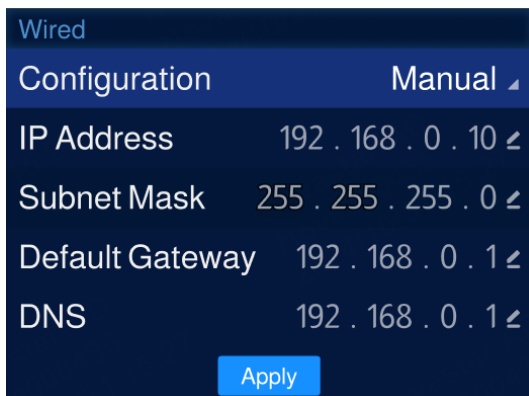 Wired
Configuration Manual
IP Address 192 . 168 . 0 . 10
Subnet Mask 255 . 255 . 255 . 0
Default Gateway 192 . 168 . 0 . 1
DNS 192 . 168 . 0 . 1
Apply